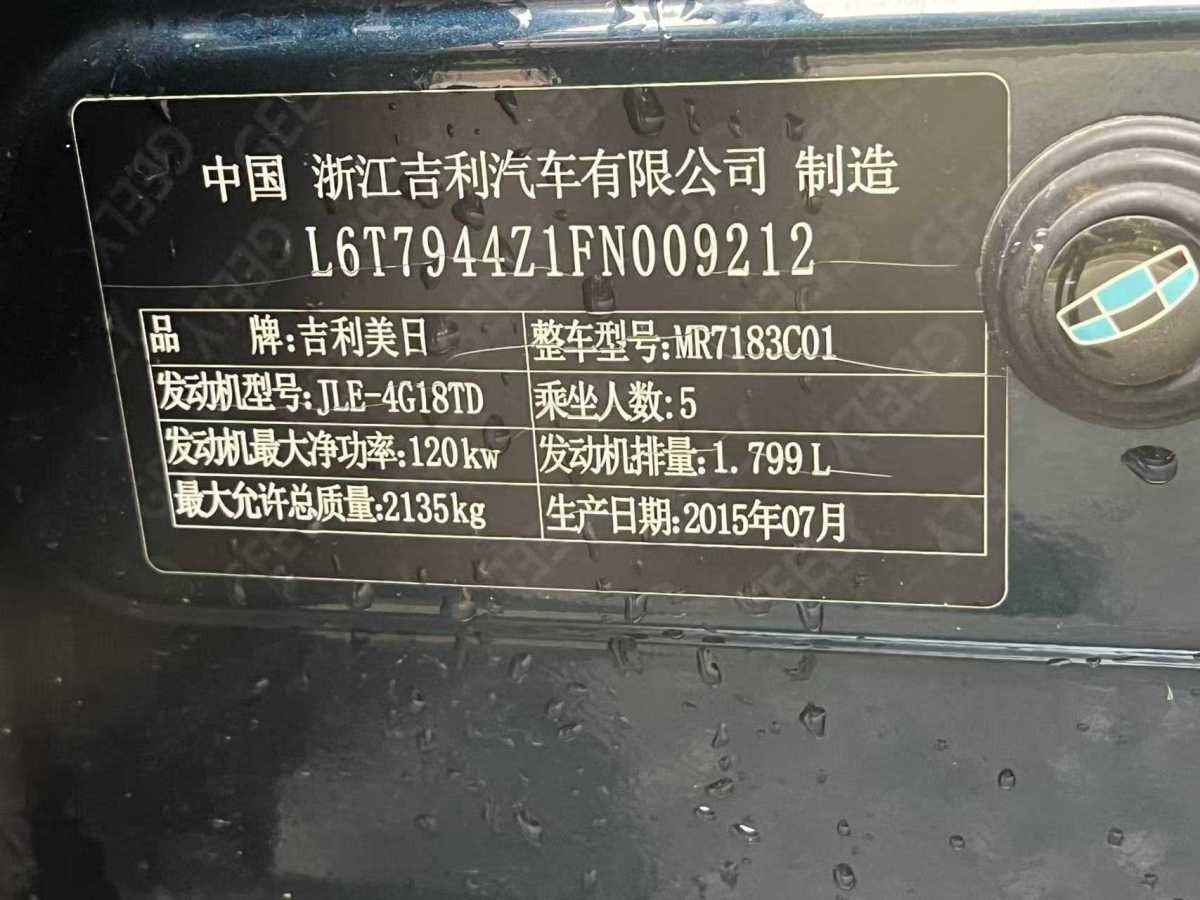 中国 浙江吉利汽车有限公司 制造
L6T7944Z1FN009212
品 牌:吉利美日 整车型号:MR7183C01
发动机型号:JLE-4G18TD 乘坐人数:5
发动机最大净功率:120kw 发动机排量:1.799L
最大允许总质量:2135kg 生产日期:2015年07月